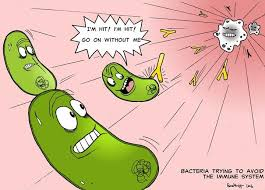 I'M HIT! I'M HIT!
GO ON WITHOUT ME!
BACTERIA TRYING TO AVOID
THE IMMUNE SYSTEM